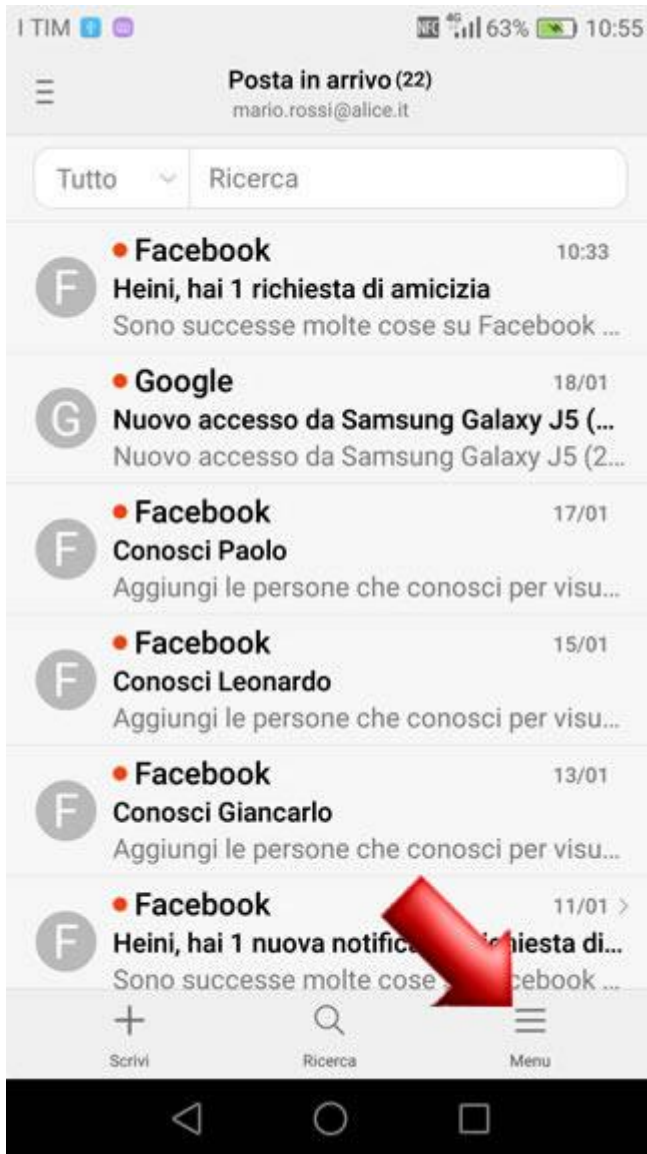 I TIM NFC 4G 63% 10:55
Posta in arrivo (22)
mario.rossi@alice.it
Tutto Ricerca
F Facebook 10:33
Heini, hai 1 richiesta di amicizia
Sono successe molte cose su Facebook ...
G Google 18/01
Nuovo accesso da Samsung Galaxy J5 (...
Nuovo accesso da Samsung Galaxy J5 (2...
F Facebook 17/01
Conosci Paolo
Aggiungi le persone che conosci per visu...
F Facebook 15/01
Conosci Leonardo
Aggiungi le persone che conosci per visu...
F Facebook 13/01
Conosci Giancarlo
Aggiungi le persone che conosci per visu...
F Facebook 11/01
Heini, hai 1 nuova di...
Sono successe molte cose ...
Scrivi Ricerca Menu